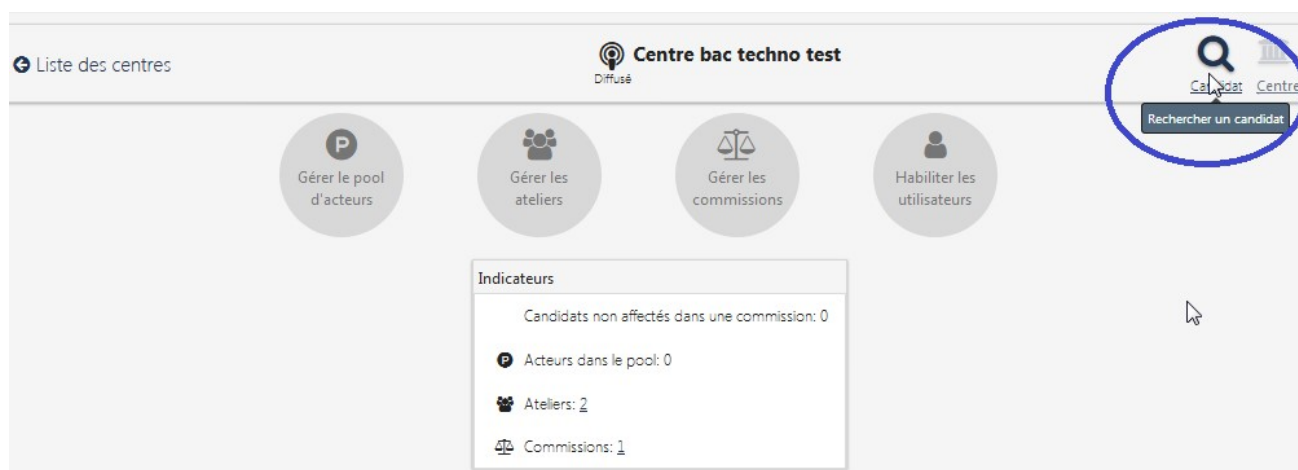 Liste des centres
Centre bac techno test
Diffusé
Candidat
Centre
Rechercher un candidat
P
Gérer le pool
d'acteurs
Gérer les
ateliers
Gérer les
commissions
Habiliter les
utilisateurs
Indicateurs
Candidats non affectés dans une commission: 0
P Acteurs dans le pool: 0
Ateliers: 2
Commissions: 1